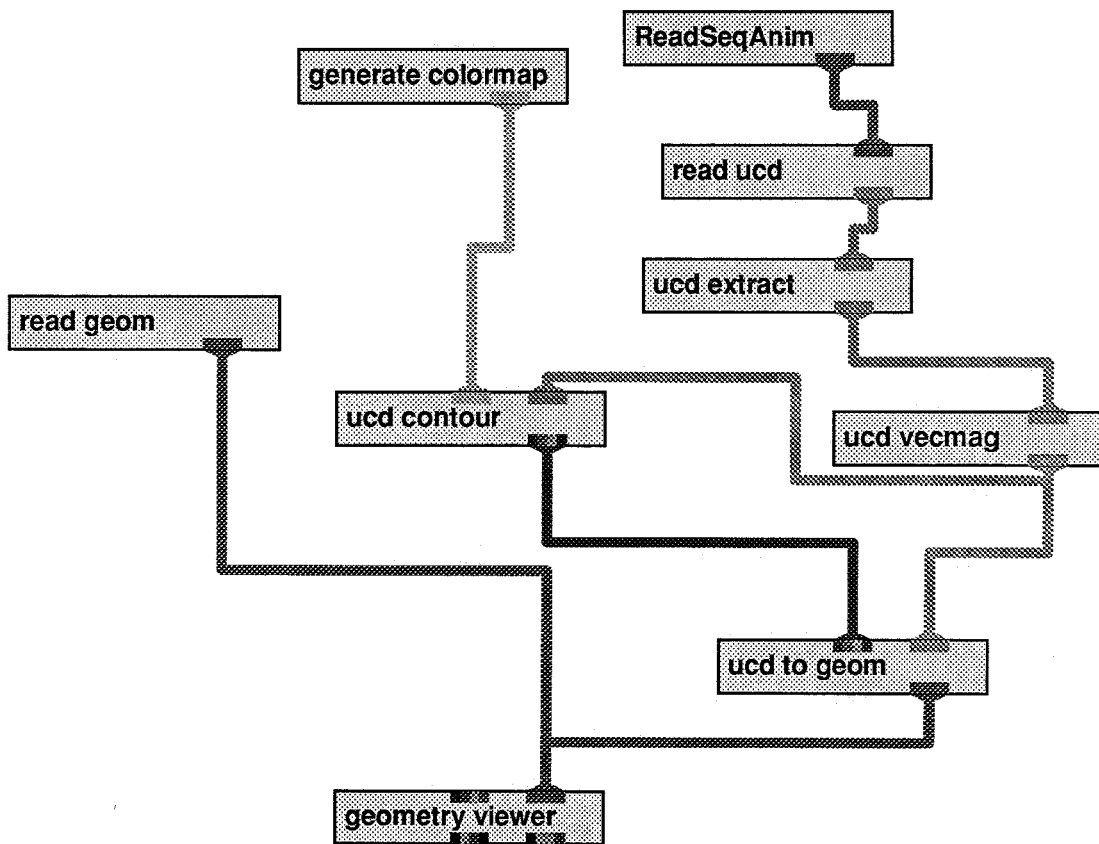 ReadSeqAnim
generate colormap
read ucd
ucd extract
read geom
ucd contour
ucd vecmag
ucd to geom
geometry viewer